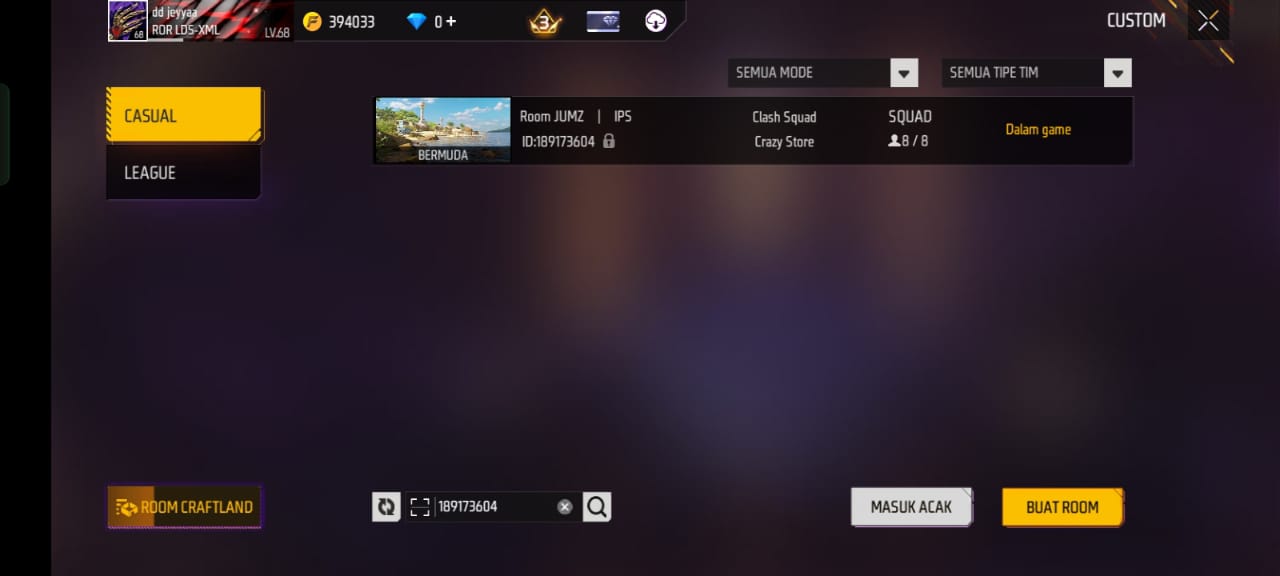 dd jeyyaa
ROR LDS-XML
LV.68
68
394033
0 +
3
CUSTOM
SEMUA MODE
SEMUA TIPE TIM
CASUAL
LEAGUE
BERMUDA
Room JUMZ | IPS
ID:189173604
Clash Squad
Crazy Store
SQUAD
8 / 8
Dalam game
ROOM CRAFTLAND
189173604
MASUK ACAK
BUAT ROOM